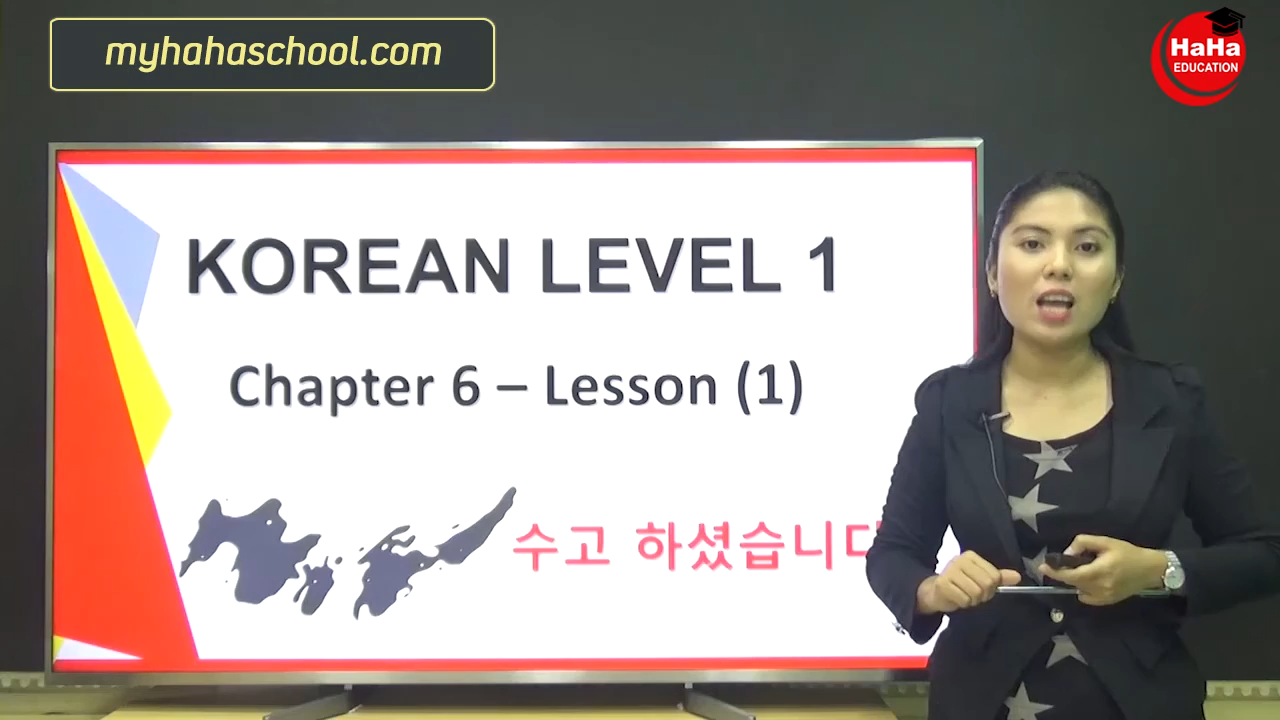 myhahaschool.com
HaHa
EDUCATION
KOREAN LEVEL 1
Chapter 6 – Lesson (1)
수고 하셨습니다